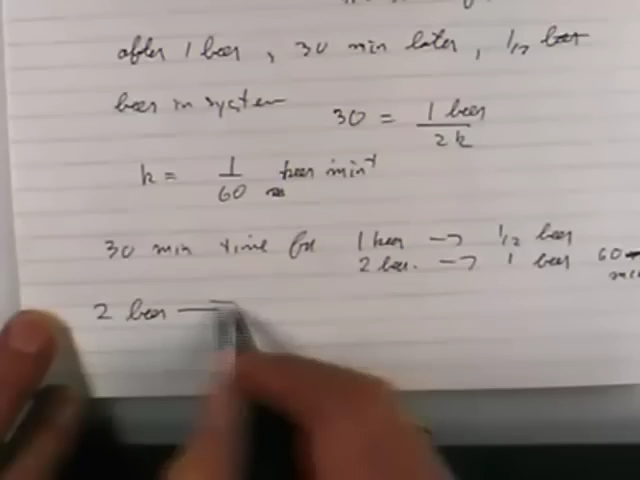 after 1 beer, 30 min later, 1/2 beer
beer in system 30 = 1 beer / 2k
k = 1/60 beer min⁻¹
30 min time for 1 beer → 1/2 beer
2 beer. → 1 beer 60 min
2 beer —